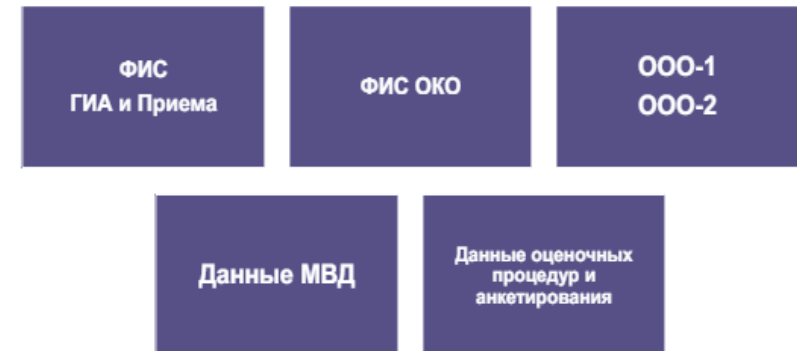 ФИС
ГИА и Приема
ФИС ОКО
ООО-1
ООО-2
Данные МВД
Данные оценочных
процедур и
анкетирования